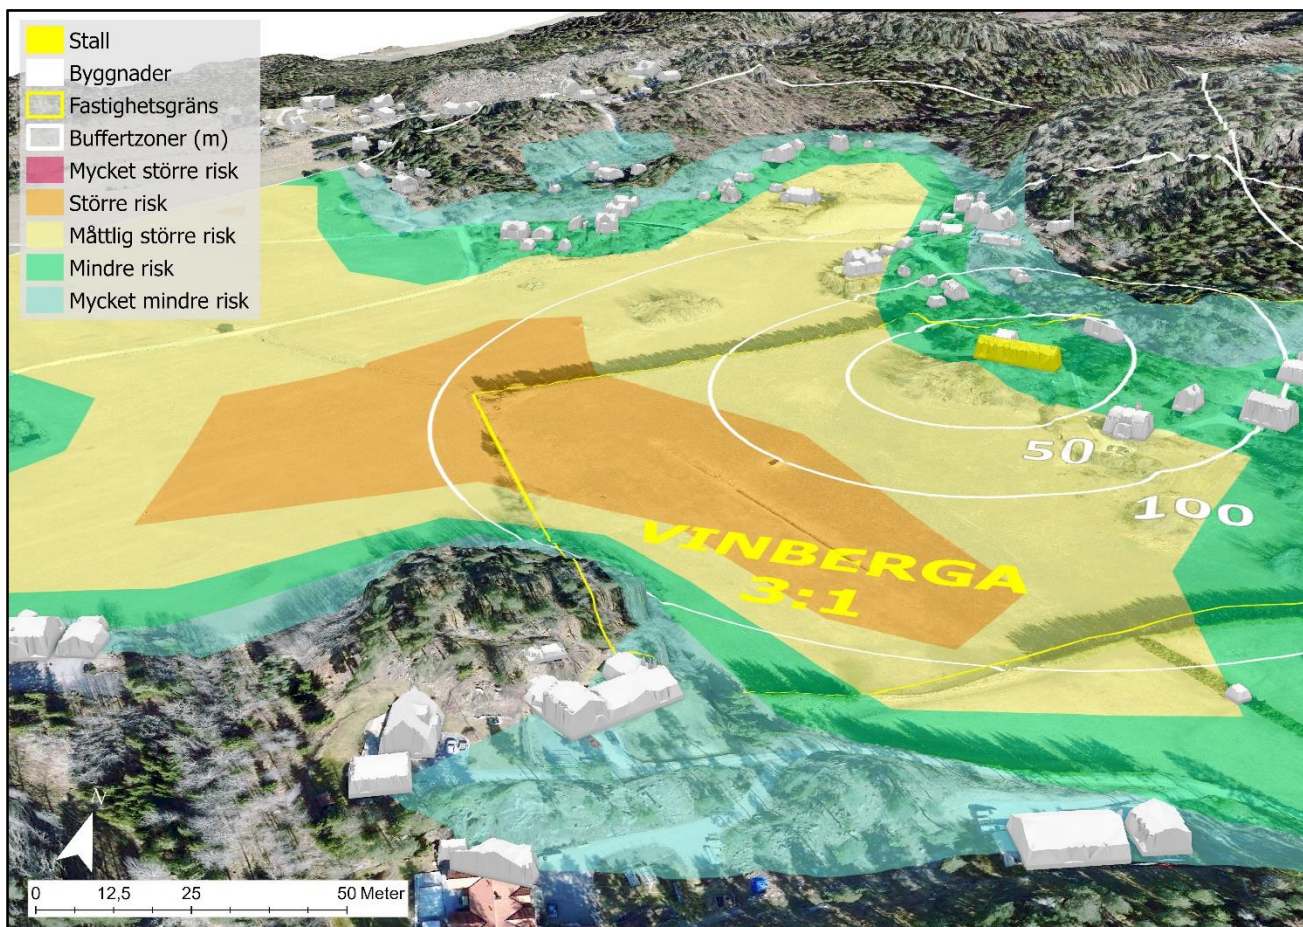 Stall
Byggnader
Fastighetsgräns
Buffertzoner (m)
Mycket större risk
Större risk
Måttlig större risk
Mindre risk
Mycket mindre risk
50
100
VINBERGA
3:1
N
0 12,5 25 50 Meter